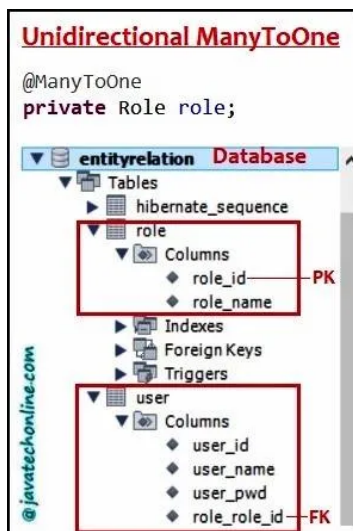 Unidirectional ManyToOne
@ManyToOne
private Role role;
entityrelation Database
Tables
hibernate_sequence
role
Columns
role_id PK
role_name
Indexes
Foreign Keys
Triggers
user
Columns
user_id
user_name
user_pwd
role_role_id FK
@javatechonline.com